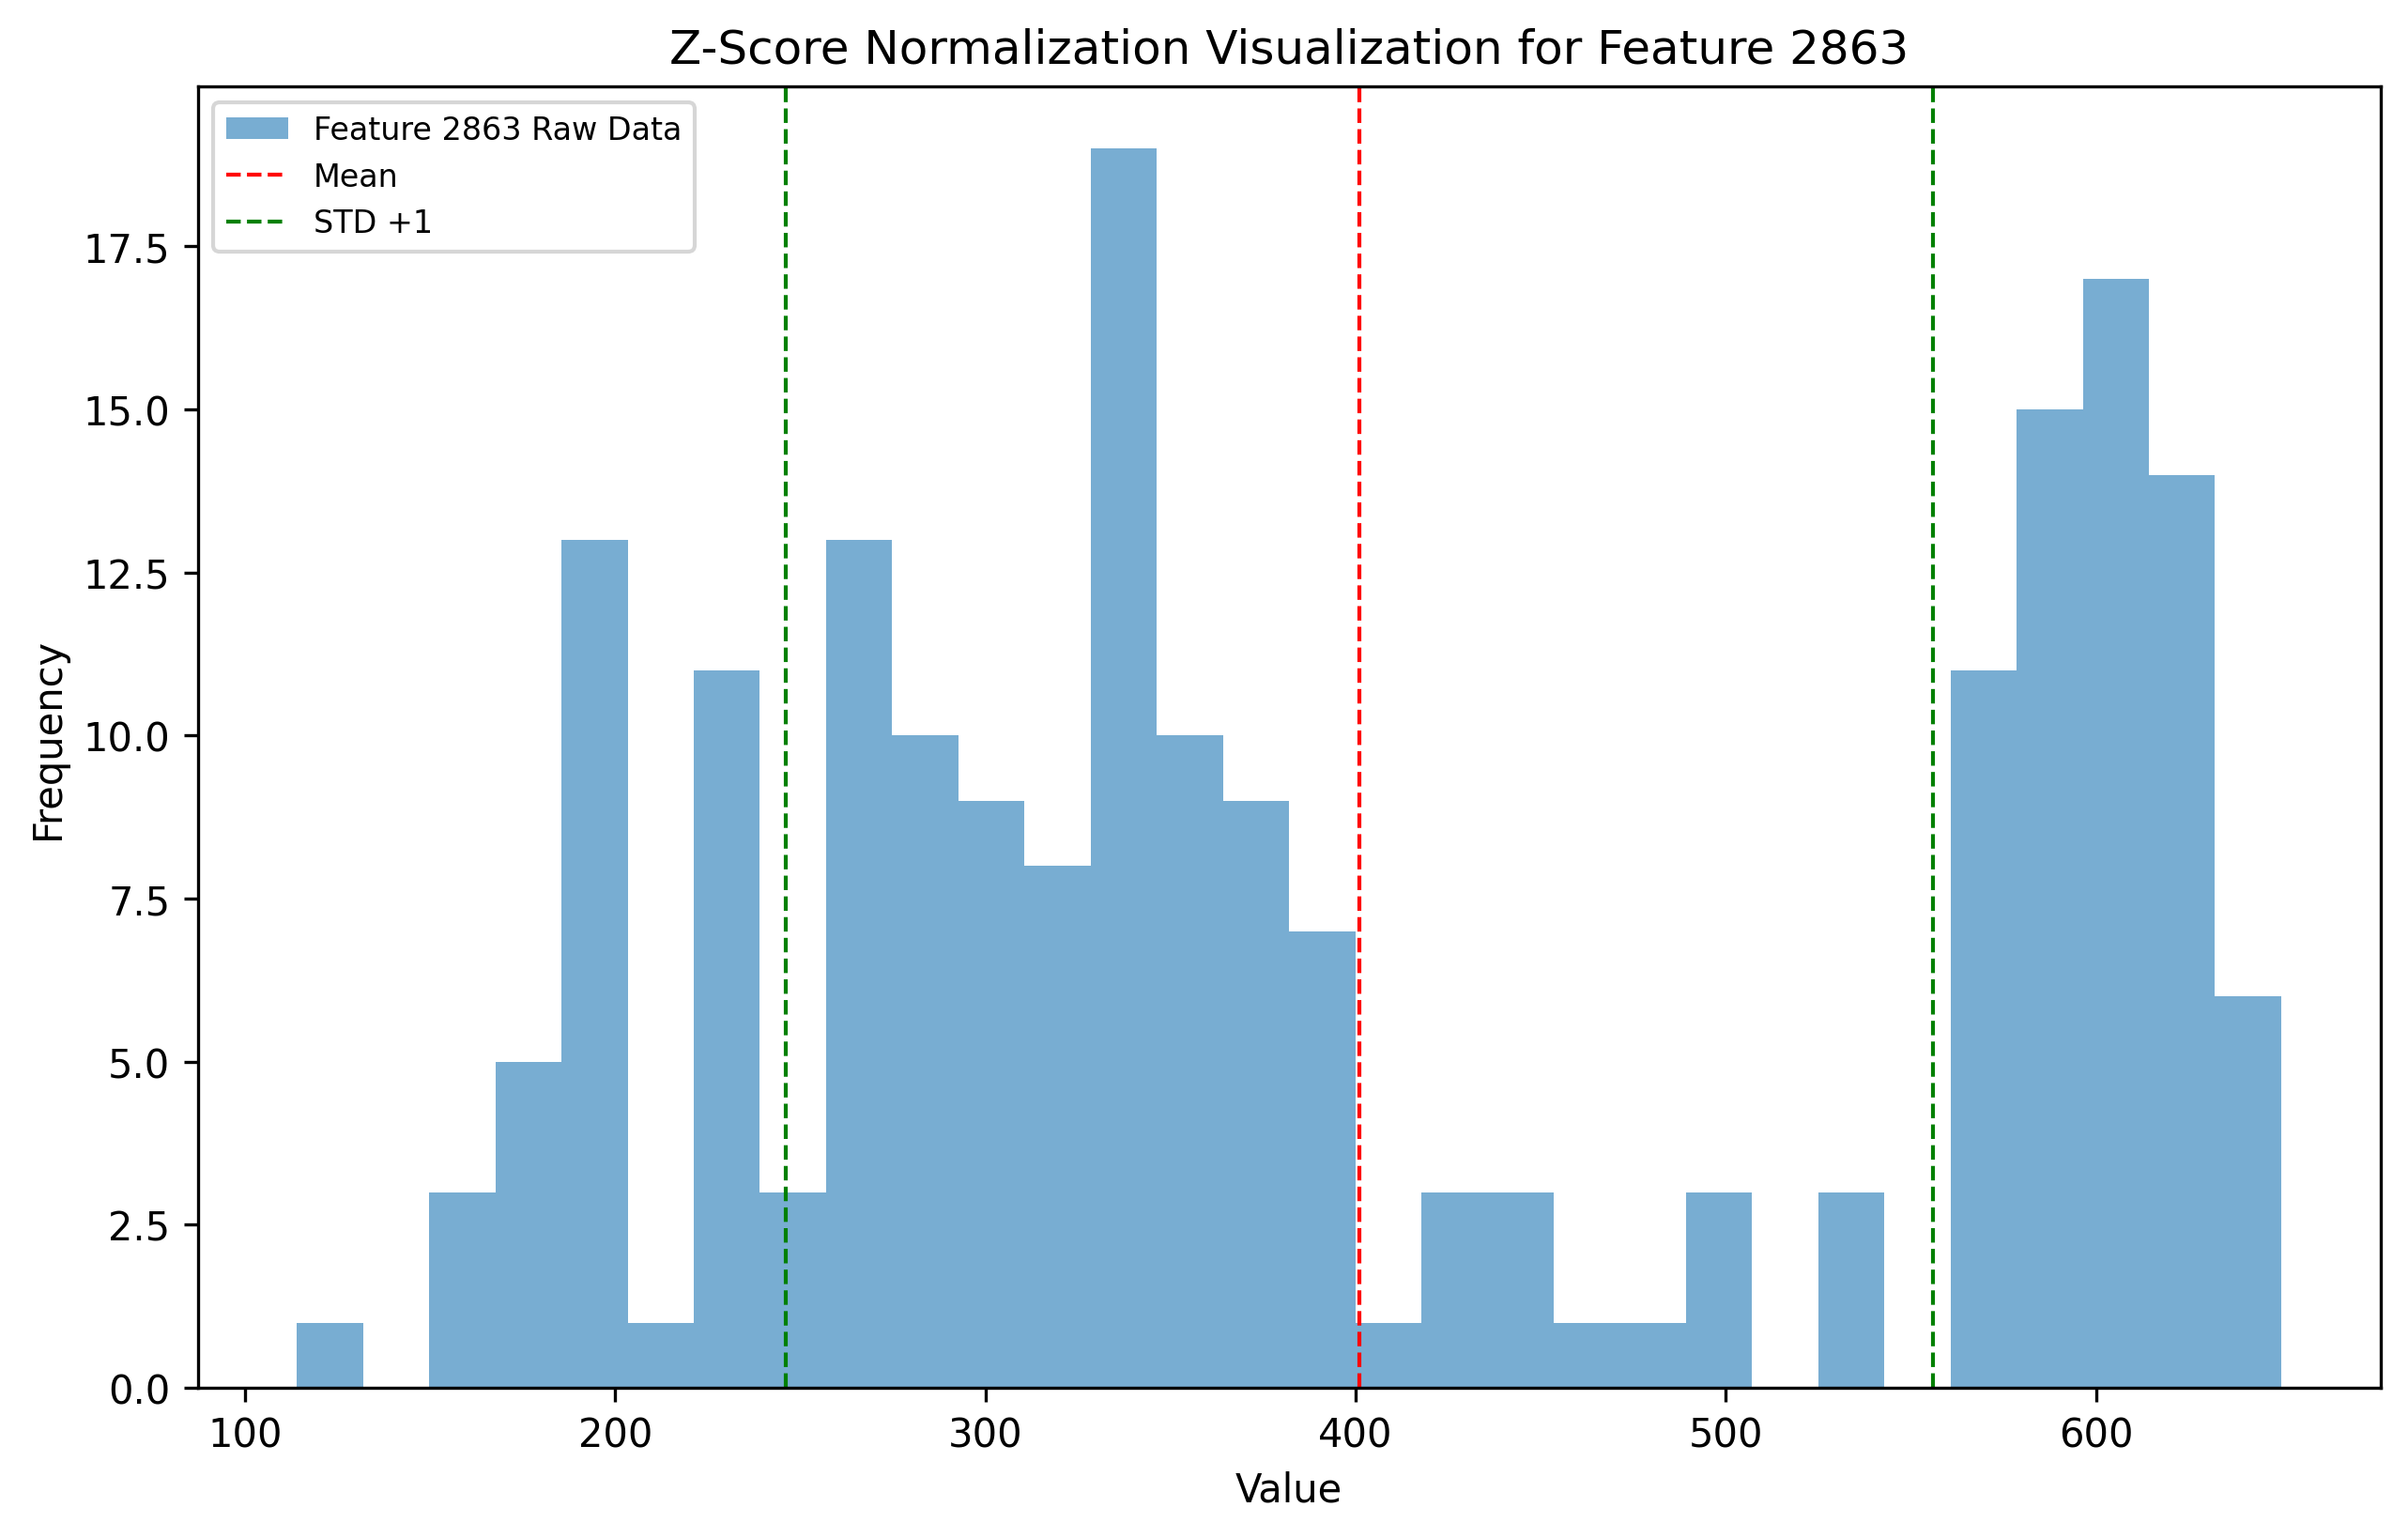 Z-Score Normalization Visualization for Feature 2863
Feature 2863 Raw Data
Mean
STD +1
17.5
15.0
12.5
10.0
7.5
5.0
2.5
0.0
Frequency
100 200 300 400 500 600
Value